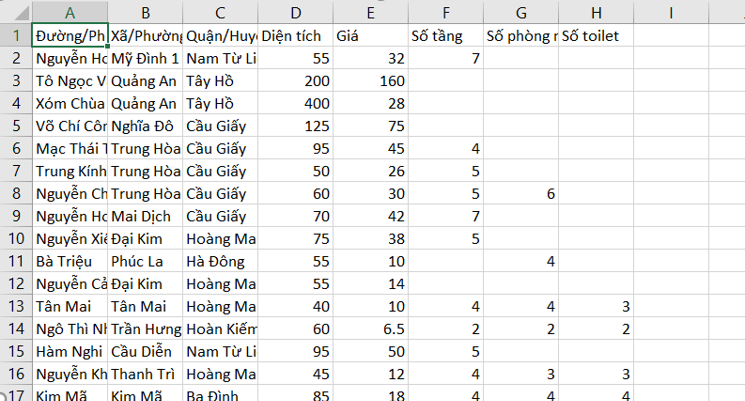 A B C D E F G H I
1 Đường/Ph Xã/Phường Quận/Huy Diện tích Giá Số tầng Số phòng n Số toilet
2 Nguyễn Ho Mỹ Đình 1 Nam Từ Li 55 32 7
3 Tô Ngọc V Quảng An Tây Hồ 200 160
4 Xóm Chùa Quảng An Tây Hồ 400 28
5 Võ Chí Côn Nghĩa Đô Cầu Giấy 125 75
6 Mạc Thái T Trung Hòa Cầu Giấy 95 45 4
7 Trung Kính Trung Hòa Cầu Giấy 50 26 5
8 Nguyễn Ch Trung Hòa Cầu Giấy 60 30 5 6
9 Nguyễn Ho Mai Dịch Cầu Giấy 70 42 7
10 Nguyễn Xiể Đại Kim Hoàng Ma 75 38 5
11 Bà Triệu Phúc La Hà Đông 55 10 4
12 Nguyễn Cả Đại Kim Hoàng Ma 55 14
13 Tân Mai Tân Mai Hoàng Ma 40 10 4 4 3
14 Ngô Thì Nh Trần Hưng Hoàn Kiếm 60 6.5 2 2 2
15 Hàm Nghi Cầu Diễn Nam Từ Li 95 50 5
16 Nguyễn Kh Thanh Trì Hoàng Ma 45 12 4 3 3
17 Kim Mã Kim Mã Ba Đình 85 18 4 4 4